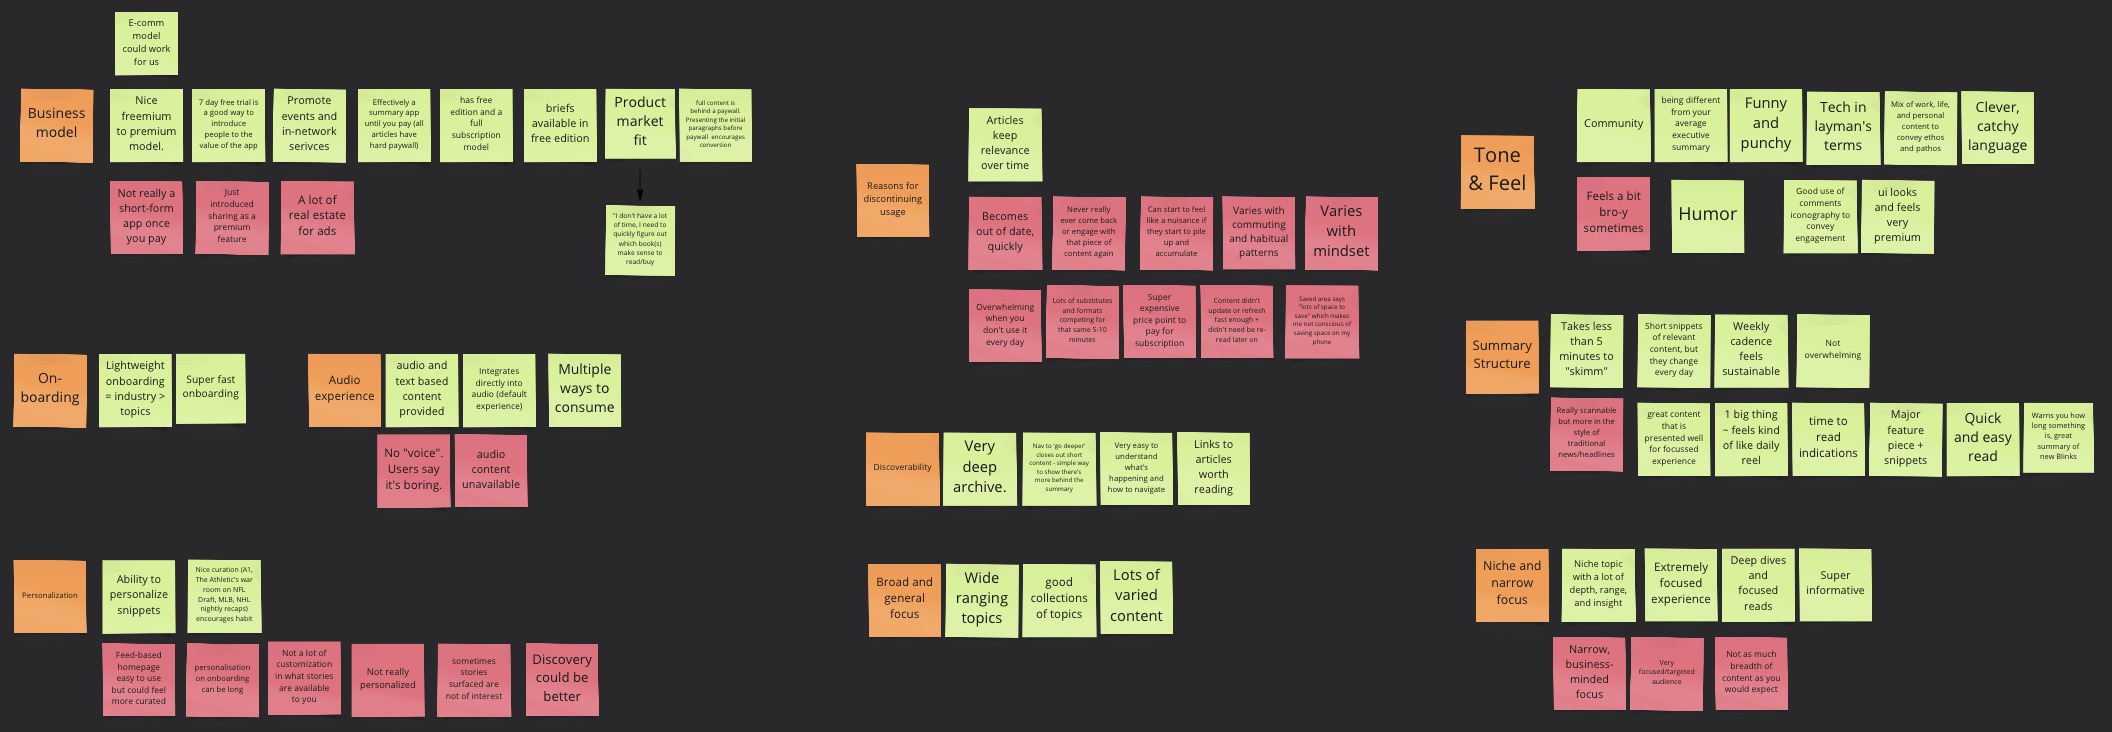 E-comm
model
could work
for us
Business
model
Nice
freemium
to premium
model.
7 day free trial is
a good way to
introduce
people to the
value of the app
Promote
events and
in-network
serivces
Effectively a
summary app
until you pay (all
articles have
hard paywall)
has free
edition and a
full
subscription
model
briefs
available in
free edition
Product
market
fit
full content is
behind a paywall.
Presenting the initial
paragraphs before
paywall encourages
conversion
Not really a
short-form
app once
you pay
Just
introduced
sharing as a
premium
feature
A lot of
real estate
for ads
"I don't have a lot
of time, I need to
quickly figure out
which book(s)
make sense to
read/buy
On-
boarding
Lightweight
onboarding
= industry >
topics
Super fast
onboarding
Audio
experience
audio and
text based
content
provided
Integrates
directly into
audio (default
experience)
Multiple
ways to
consume
No "voice".
Users say
it's boring.
audio
content
unavailable
Personalization
Ability to
personalize
snippets
Nice curation (A1,
The Athletic's war
room on NFL
Draft, MLB, NHL
nightly recaps)
encourages habit
Feed-based
homepage
easy to use
but could feel
more curated
personalisation
on onboarding
can be long
Not a lot of
customization
in what stories
are available
to you
Not really
personalized
sometimes
stories
surfaced are
not of interest
Discovery
could be
better
Reasons for
discontinuing
usage
Articles
keep
relevance
over time
Becomes
out of date,
quickly
Never really
ever come back
or engage with
that piece of
content again
Can start to feel
like a nuisance if
they start to pile
up and
accumulate
Varies with
commuting
and habitual
patterns
Varies
with
mindset
Overwhelming
when you
don't use it
every day
Lots of substitutes
and formats
competing for
that same 5-10
minutes
Super
expensive
price point to
pay for
subscription
Content didn't
update or refresh
fast enough +
didn't need be re-
read later on
Saved area says
"lots of space to
save" which makes
me not conscious of
saving space on my
phone
Discoverability
Very
deep
archive.
Nav to 'go deeper'
closes out short
content - simple way
to show there's
more behind the
summary
Very easy to
understand
what's
happening and
how to navigate
Links to
articles
worth
reading
Broad and
general
focus
Wide
ranging
topics
good
collections
of topics
Lots of
varied
content
Tone
& Feel
Community
being different
from your
average
executive
summary
Funny
and
punchy
Tech in
layman's
terms
Mix of work, life,
and personal
content to
convey ethos
and pathos
Clever,
catchy
language
Feels a bit
bro-y
sometimes
Humor
Good use of
comments
iconography to
convey
engagement
ui looks
and feels
very
premium
Summary
Structure
Takes less
than 5
minutes to
"skimm"
Short snippets
of relevant
content, but
they change
every day
Weekly
cadence
feels
sustainable
Not
overwhelming
Really scannable
but more in the
style of
traditional
news/headlines
great content
that is
presented well
for focussed
experience
1 big thing
~ feels kind
of like daily
reel
time to
read
indications
Major
feature
piece +
snippets
Quick
and easy
read
Warns you how
long something
is, great
summary of
new Blinks
Niche and
narrow
focus
Niche topic
with a lot of
depth, range,
and insight
Extremely
focused
experience
Deep dives
and
focused
reads
Super
informative
Narrow,
business-
minded
focus
Very
focused/targeted
audience
Not as much
breadth of
content as you
would expect